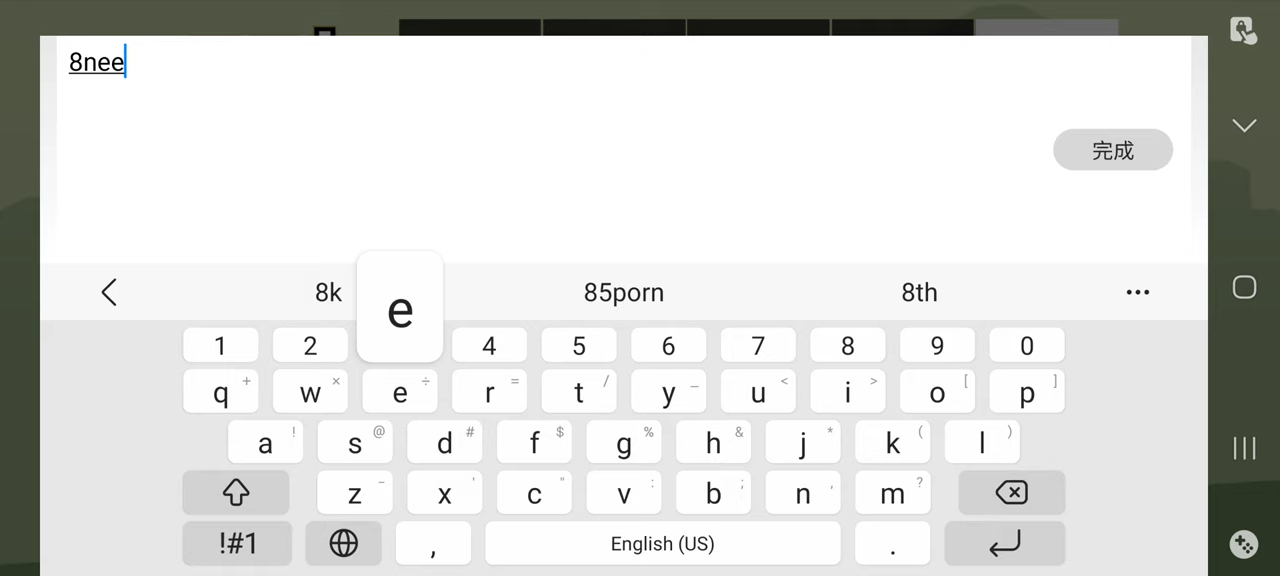 8nee
完成
8k
85porn
8th
...
e
1 2 4 5 6 7 8 9 0
q + w × e ÷ r = t / y _ u < i > o [ p ]
a ! s @ d # f $ g % h & j * k ( l )
z - x ' c " v : b ; n , m ?
!#1 , English (US) .